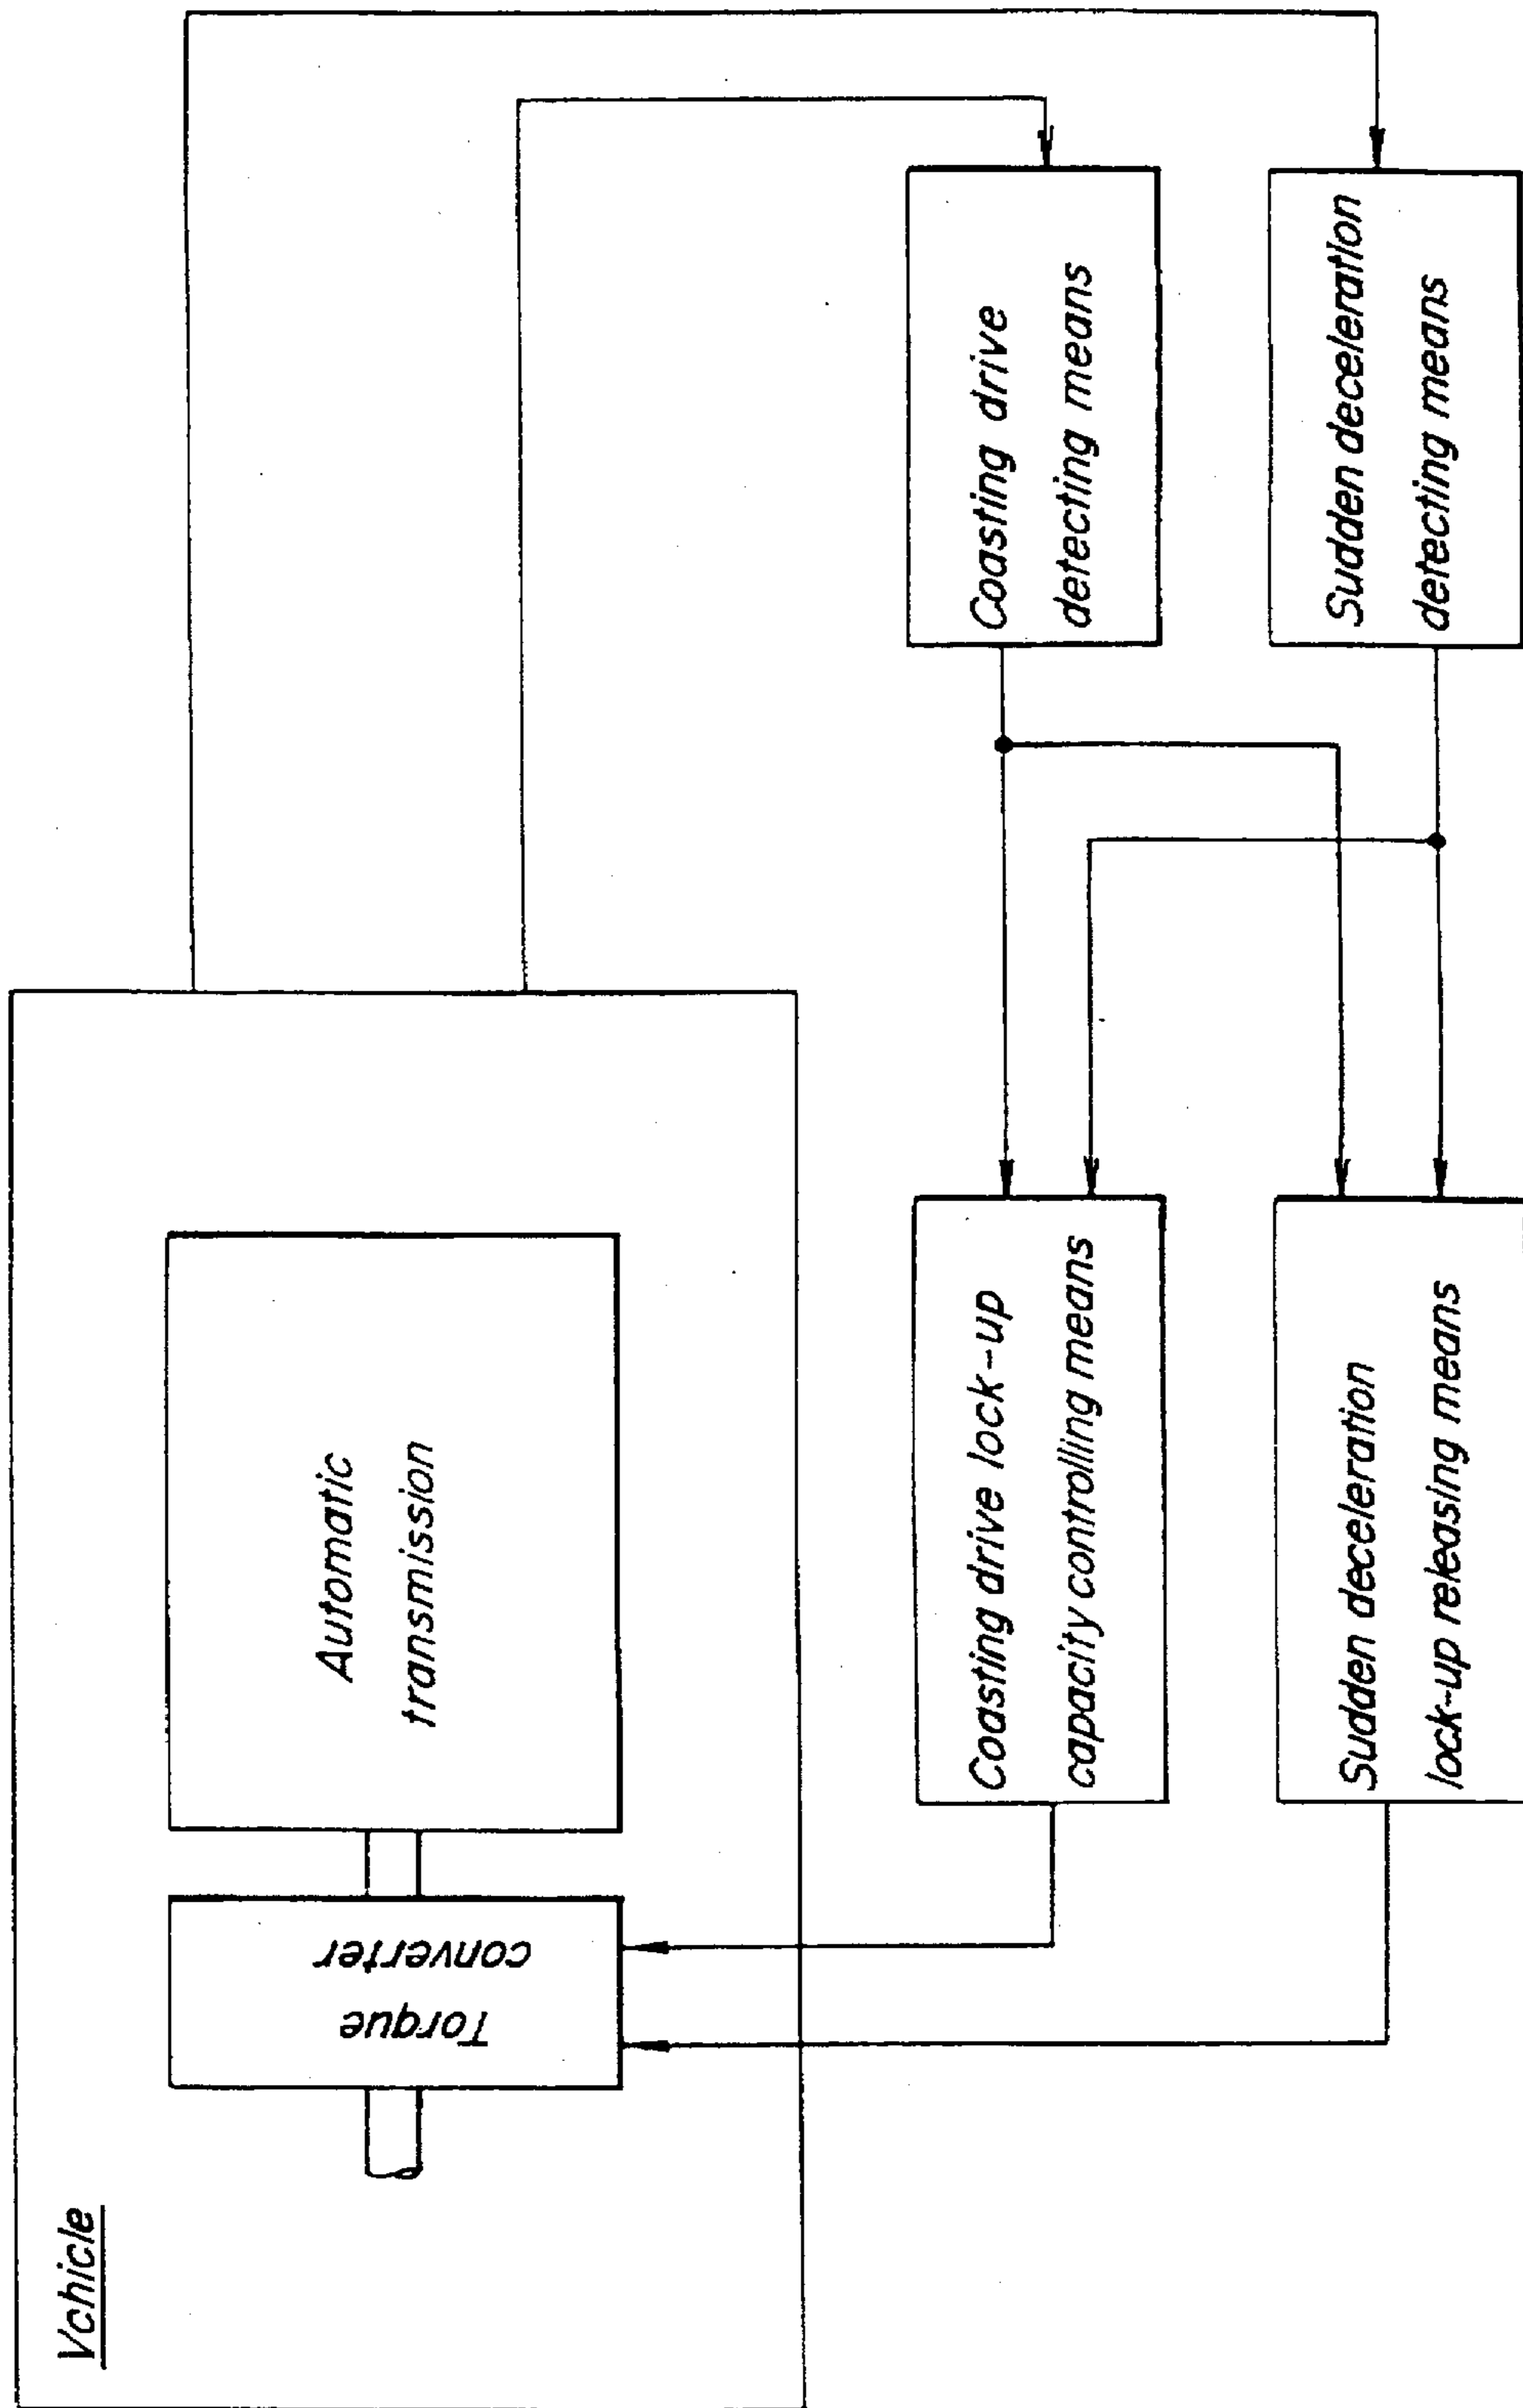 Vchicle
Torque
converter
Automatic
transmission
Coasting drive lock-up
capacity controlling means
Coasting drive
detecting means
Sudden deceleration
lock-up releasing means
Sudden deceleration
detecting means